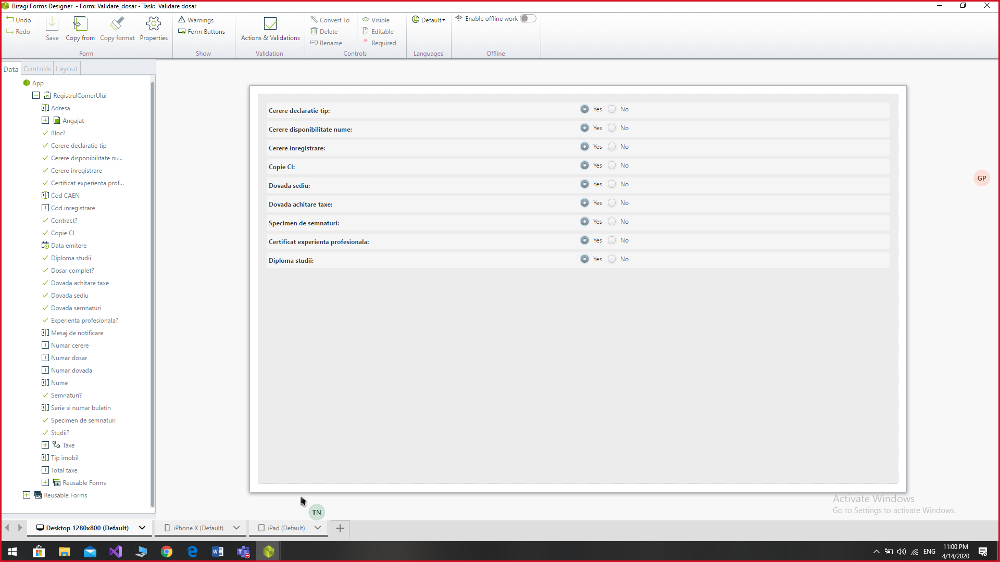 Bizagi Forms Designer - Form: Validare_dosar - Task: Validare dosar
Undo
Redo
Save
Copy from
Copy format
Properties
Form
Warnings
Form Buttons
Show
Actions & Validations
Validation
Convert To
Delete
Rename
Visible
Editable
Required
Controls
Default
Languages
Enable offline work
Offline
Data
Controls
Layout
App
RegistrulComerUlui
Adresa
Angajat
Bloc?
Cerere declaratie tip
Cerere disponibilitate nu...
Cerere inregistrare
Certificat experienta prof...
Cod CAEN
Cod inregistrare
Contract?
Copie CI
Data emitere
Diploma studii
Dosar complet?
Dovada achitare taxe
Dovada sediu
Dovada semnaturi
Experienta profesionala?
Mesaj de notificare
Numar cerere
Numar dosar
Numar dovada
Nume
Semnaturi?
Serie si numar buletin
Specimen de semnaturi
Studii?
Taxe
Tip imobil
Total taxe
Reusable Forms
Reusable Forms
Cerere declaratie tip: Yes No
Cerere disponibilitate nume: Yes No
Cerere inregistrare: Yes No
Copie CI: Yes No
Dovada sediu: Yes No
Dovada achitare taxe: Yes No
Specimen de semnaturi: Yes No
Certificat experienta profesionala: Yes No
Diploma studii: Yes No
GP
TN
Activate Windows
Go to Settings to activate Windows.
Desktop 1280x800 (Default)
iPhone X (Default)
iPad (Default)
ENG
11:00 PM
4/14/2020